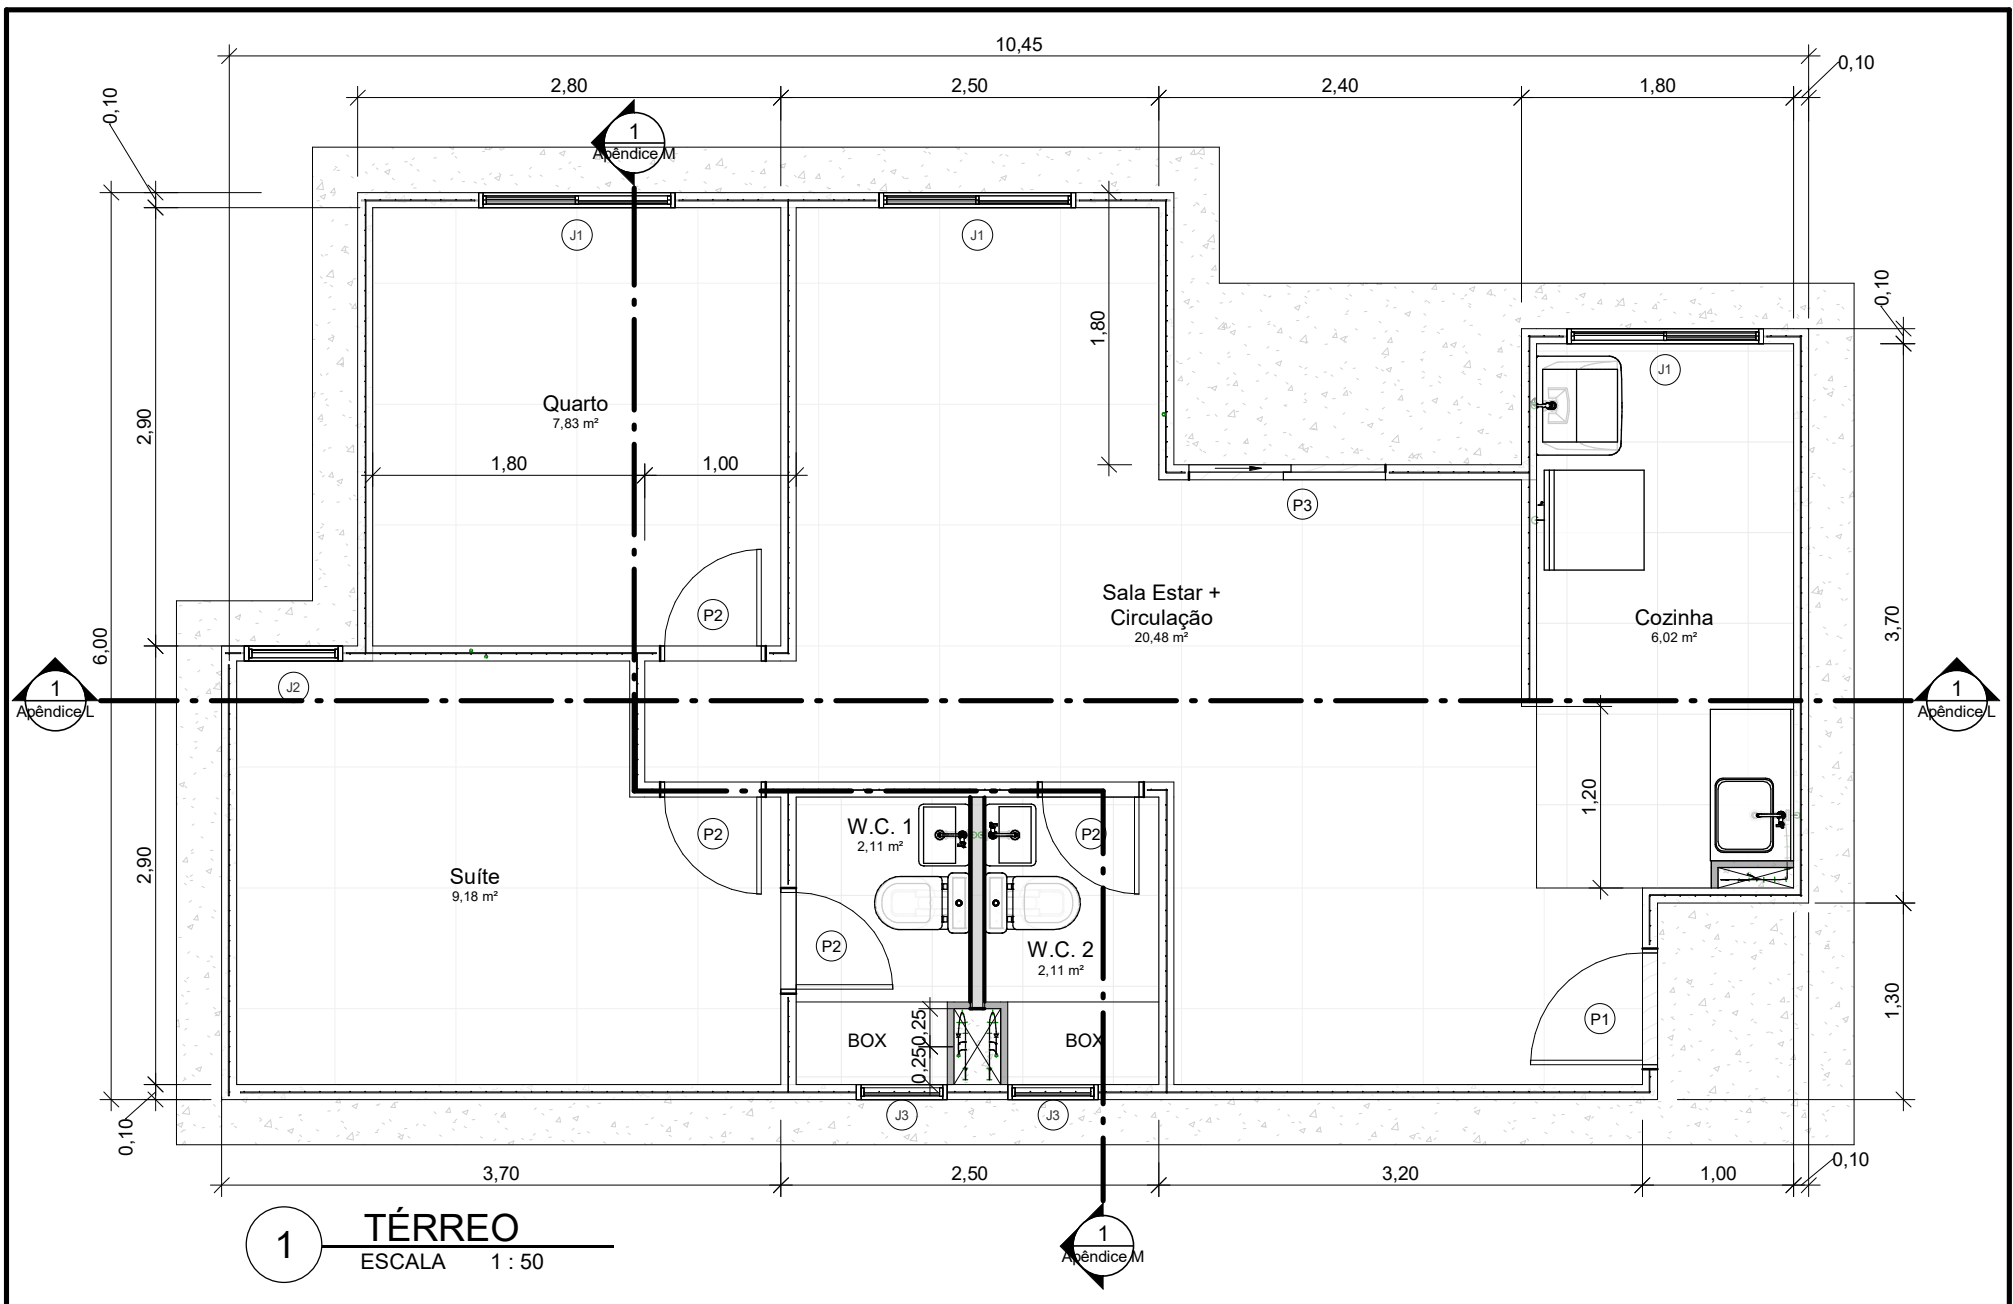 10,45
0,10
2,80
2,50
2,40
1,80
0,10
1
Apêndice M
J1
J1
0,10
1,80
J1
Quarto
7,83 m²
2,90
1,80
1,00
P3
Sala Estar +
Circulação
20,48 m²
Cozinha
6,02 m²
P2
3,70
6,00
J2
1
Apêndice L
1
Apêndice L
1,20
P2
W.C. 1
2,11 m²
P2
2,90
Suíte
9,18 m²
P2
W.C. 2
2,11 m²
1,30
P1
BOX
0,25
0,25
BOX
J3
J3
0,10
3,70
2,50
3,20
1,00
0,10
1
TÉRREO
ESCALA 1 : 50
1
Apêndice M